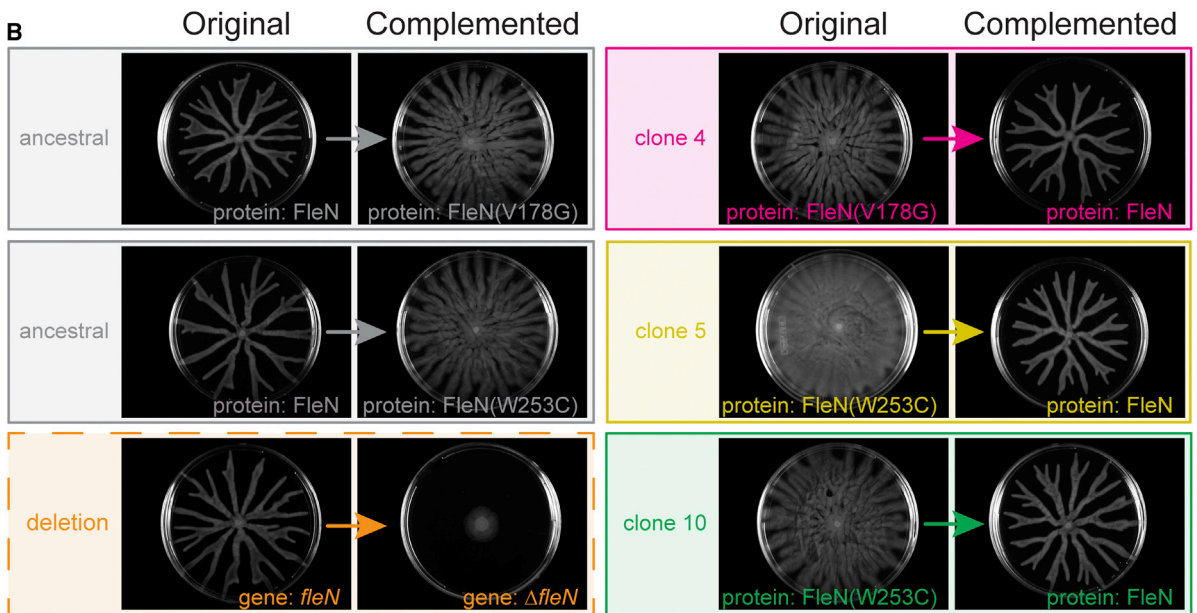 B
Original Complemented Original Complemented
ancestral
protein: FleN
protein: FleN(V178G)
clone 4
protein: FleN(V178G)
protein: FleN
ancestral
protein: FleN
protein: FleN(W253C)
clone 5
protein: FleN(W253C)
protein: FleN
deletion
gene: fleN
gene: ΔfleN
clone 10
protein: FleN(W253C)
protein: FleN